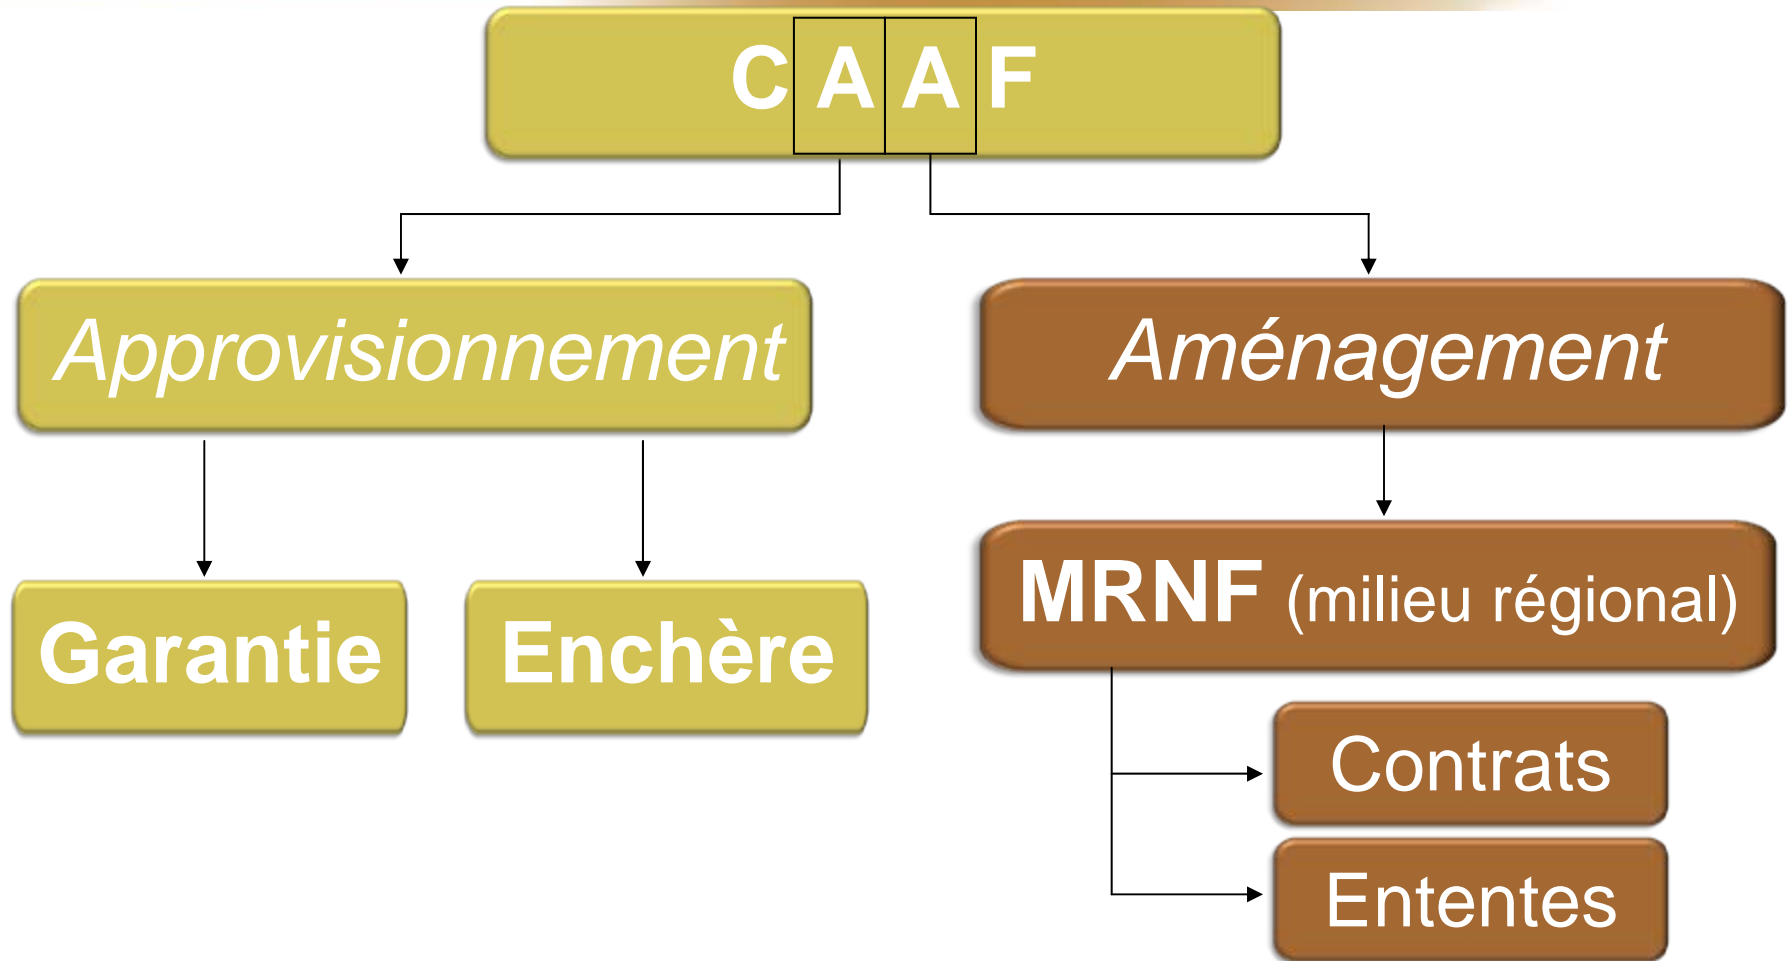 CAAF
Approvisionnement
Aménagement
Garantie
Enchère
MRNF (milieu régional)
Contrats
Ententes